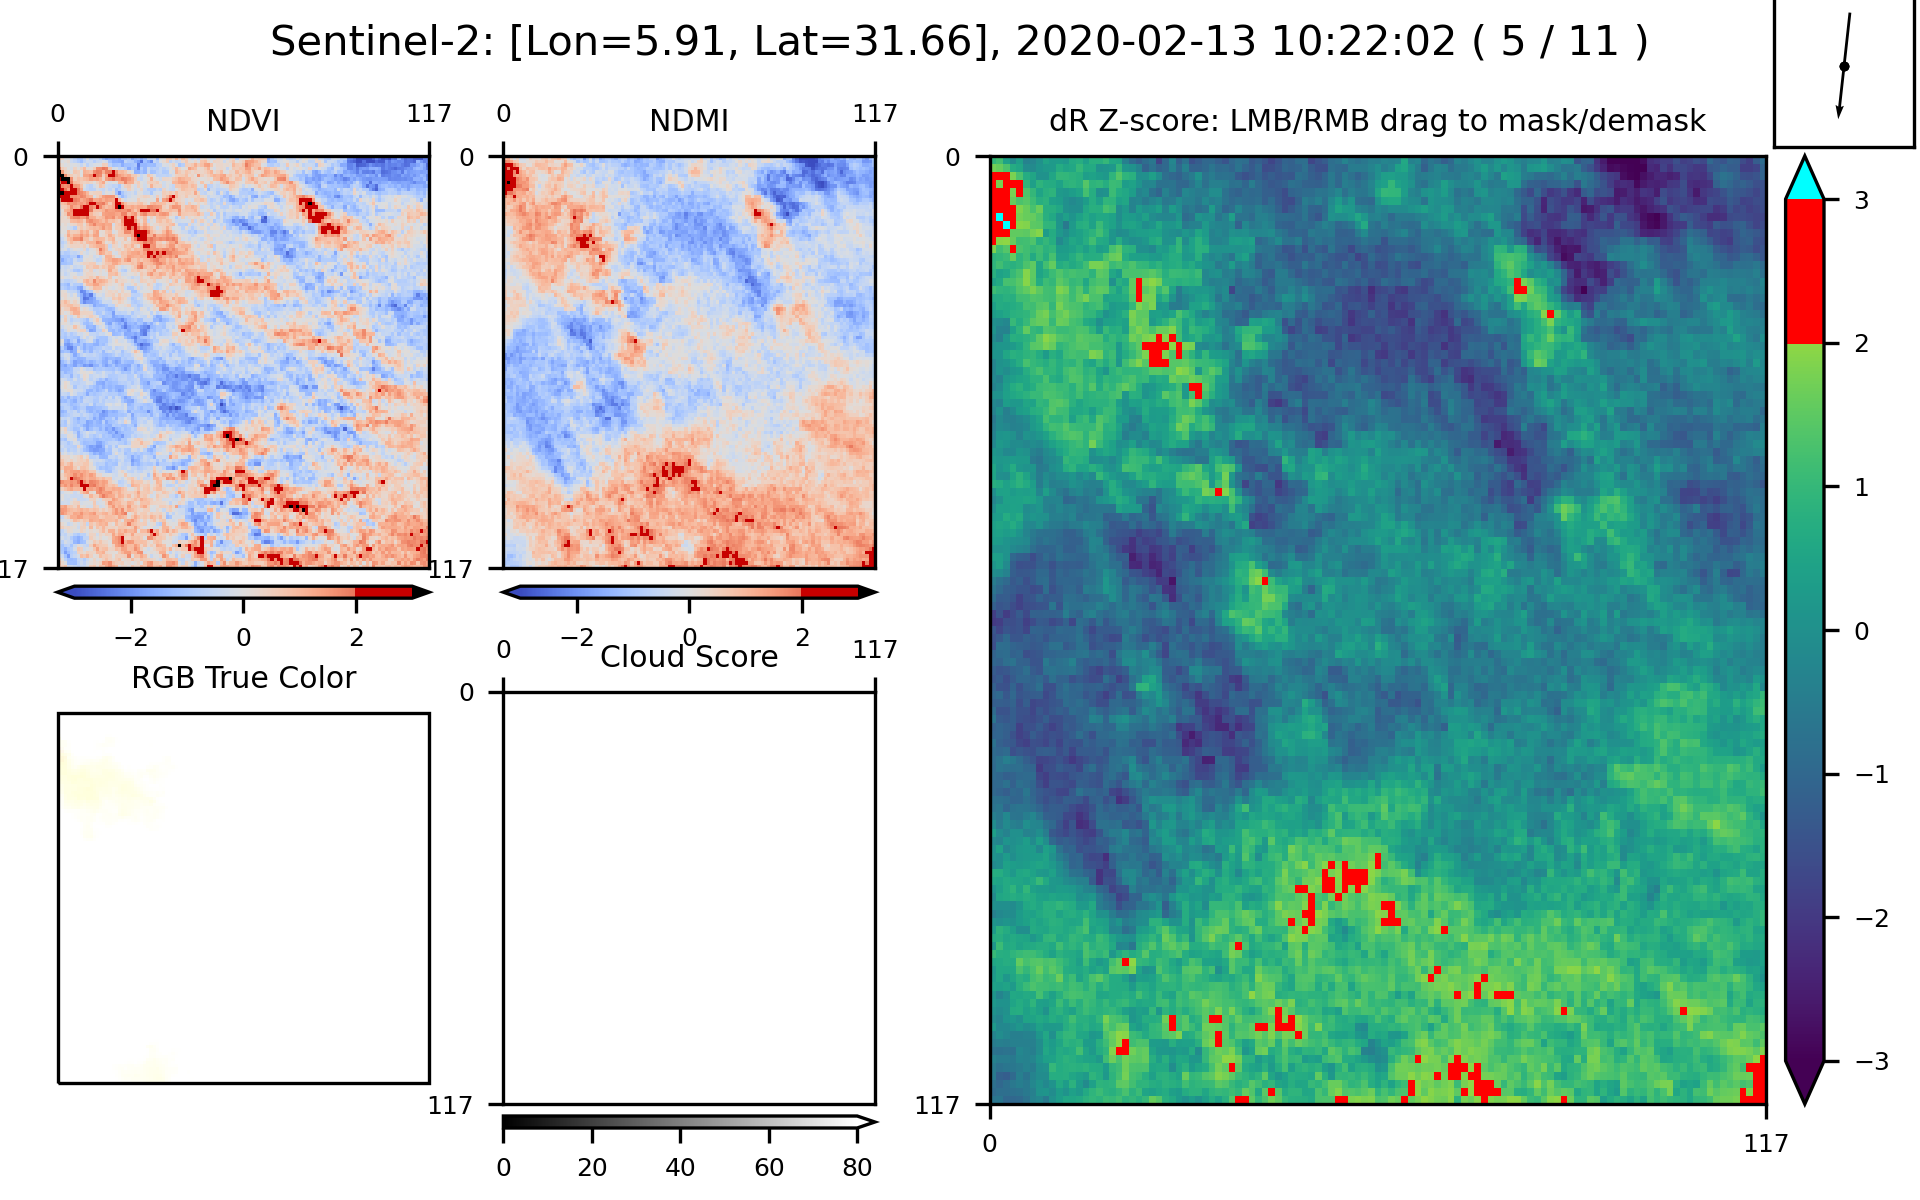 Sentinel-2: [Lon=5.91, Lat=31.66], 2020-02-13 10:22:02 ( 5 / 11 )
0 117
NDVI
0
17
−2 0 2
0 117
NDMI
0
117
−2 0 2
dR Z-score: LMB/RMB drag to mask/demask
0
117
0 117
3
2
1
0
−1
−2
−3
RGB True Color
0 117
Cloud Score
0
117
0 20 40 60 80